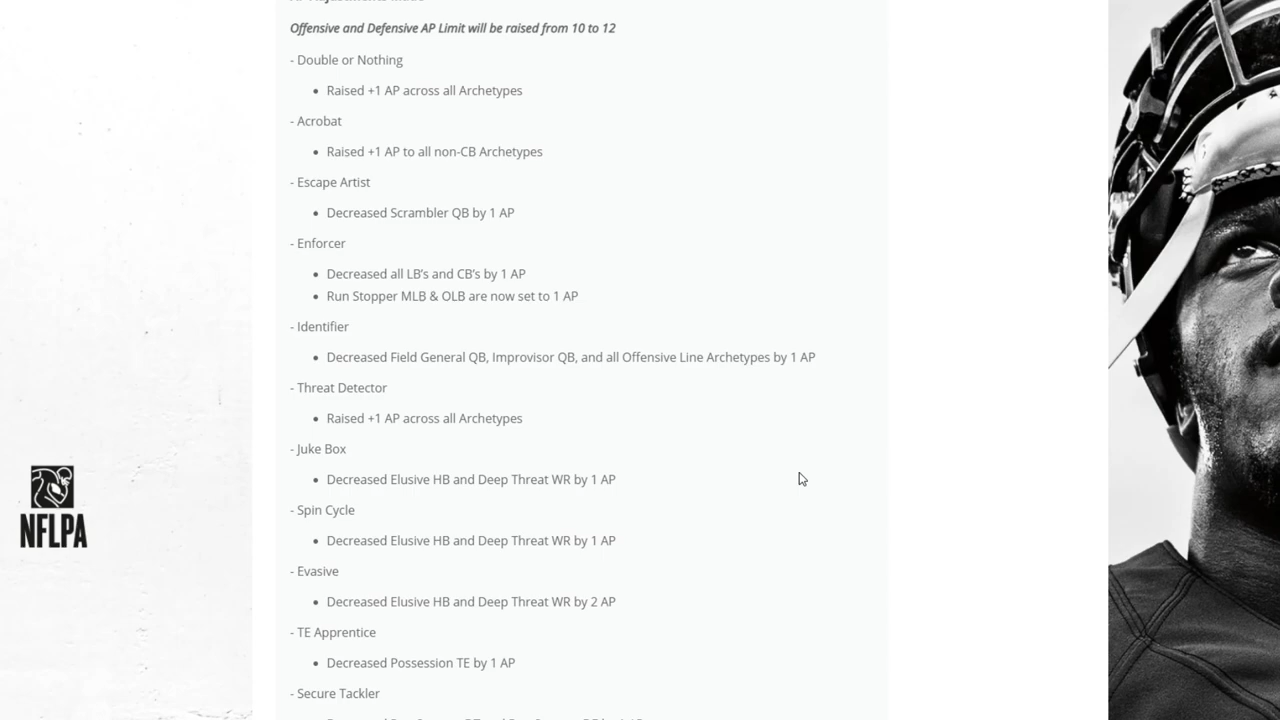 Offensive and Defensive AP Limit will be raised from 10 to 12
- Double or Nothing
• Raised +1 AP across all Archetypes
- Acrobat
• Raised +1 AP to all non-CB Archetypes
- Escape Artist
• Decreased Scrambler QB by 1 AP
- Enforcer
• Decreased all LB's and CB's by 1 AP
• Run Stopper MLB & OLB are now set to 1 AP
- Identifier
• Decreased Field General QB, Improvisor QB, and all Offensive Line Archetypes by 1 AP
- Threat Detector
• Raised +1 AP across all Archetypes
- Juke Box
• Decreased Elusive HB and Deep Threat WR by 1 AP
- Spin Cycle
• Decreased Elusive HB and Deep Threat WR by 1 AP
- Evasive
• Decreased Elusive HB and Deep Threat WR by 2 AP
- TE Apprentice
• Decreased Possession TE by 1 AP
- Secure Tackler
NFLPA